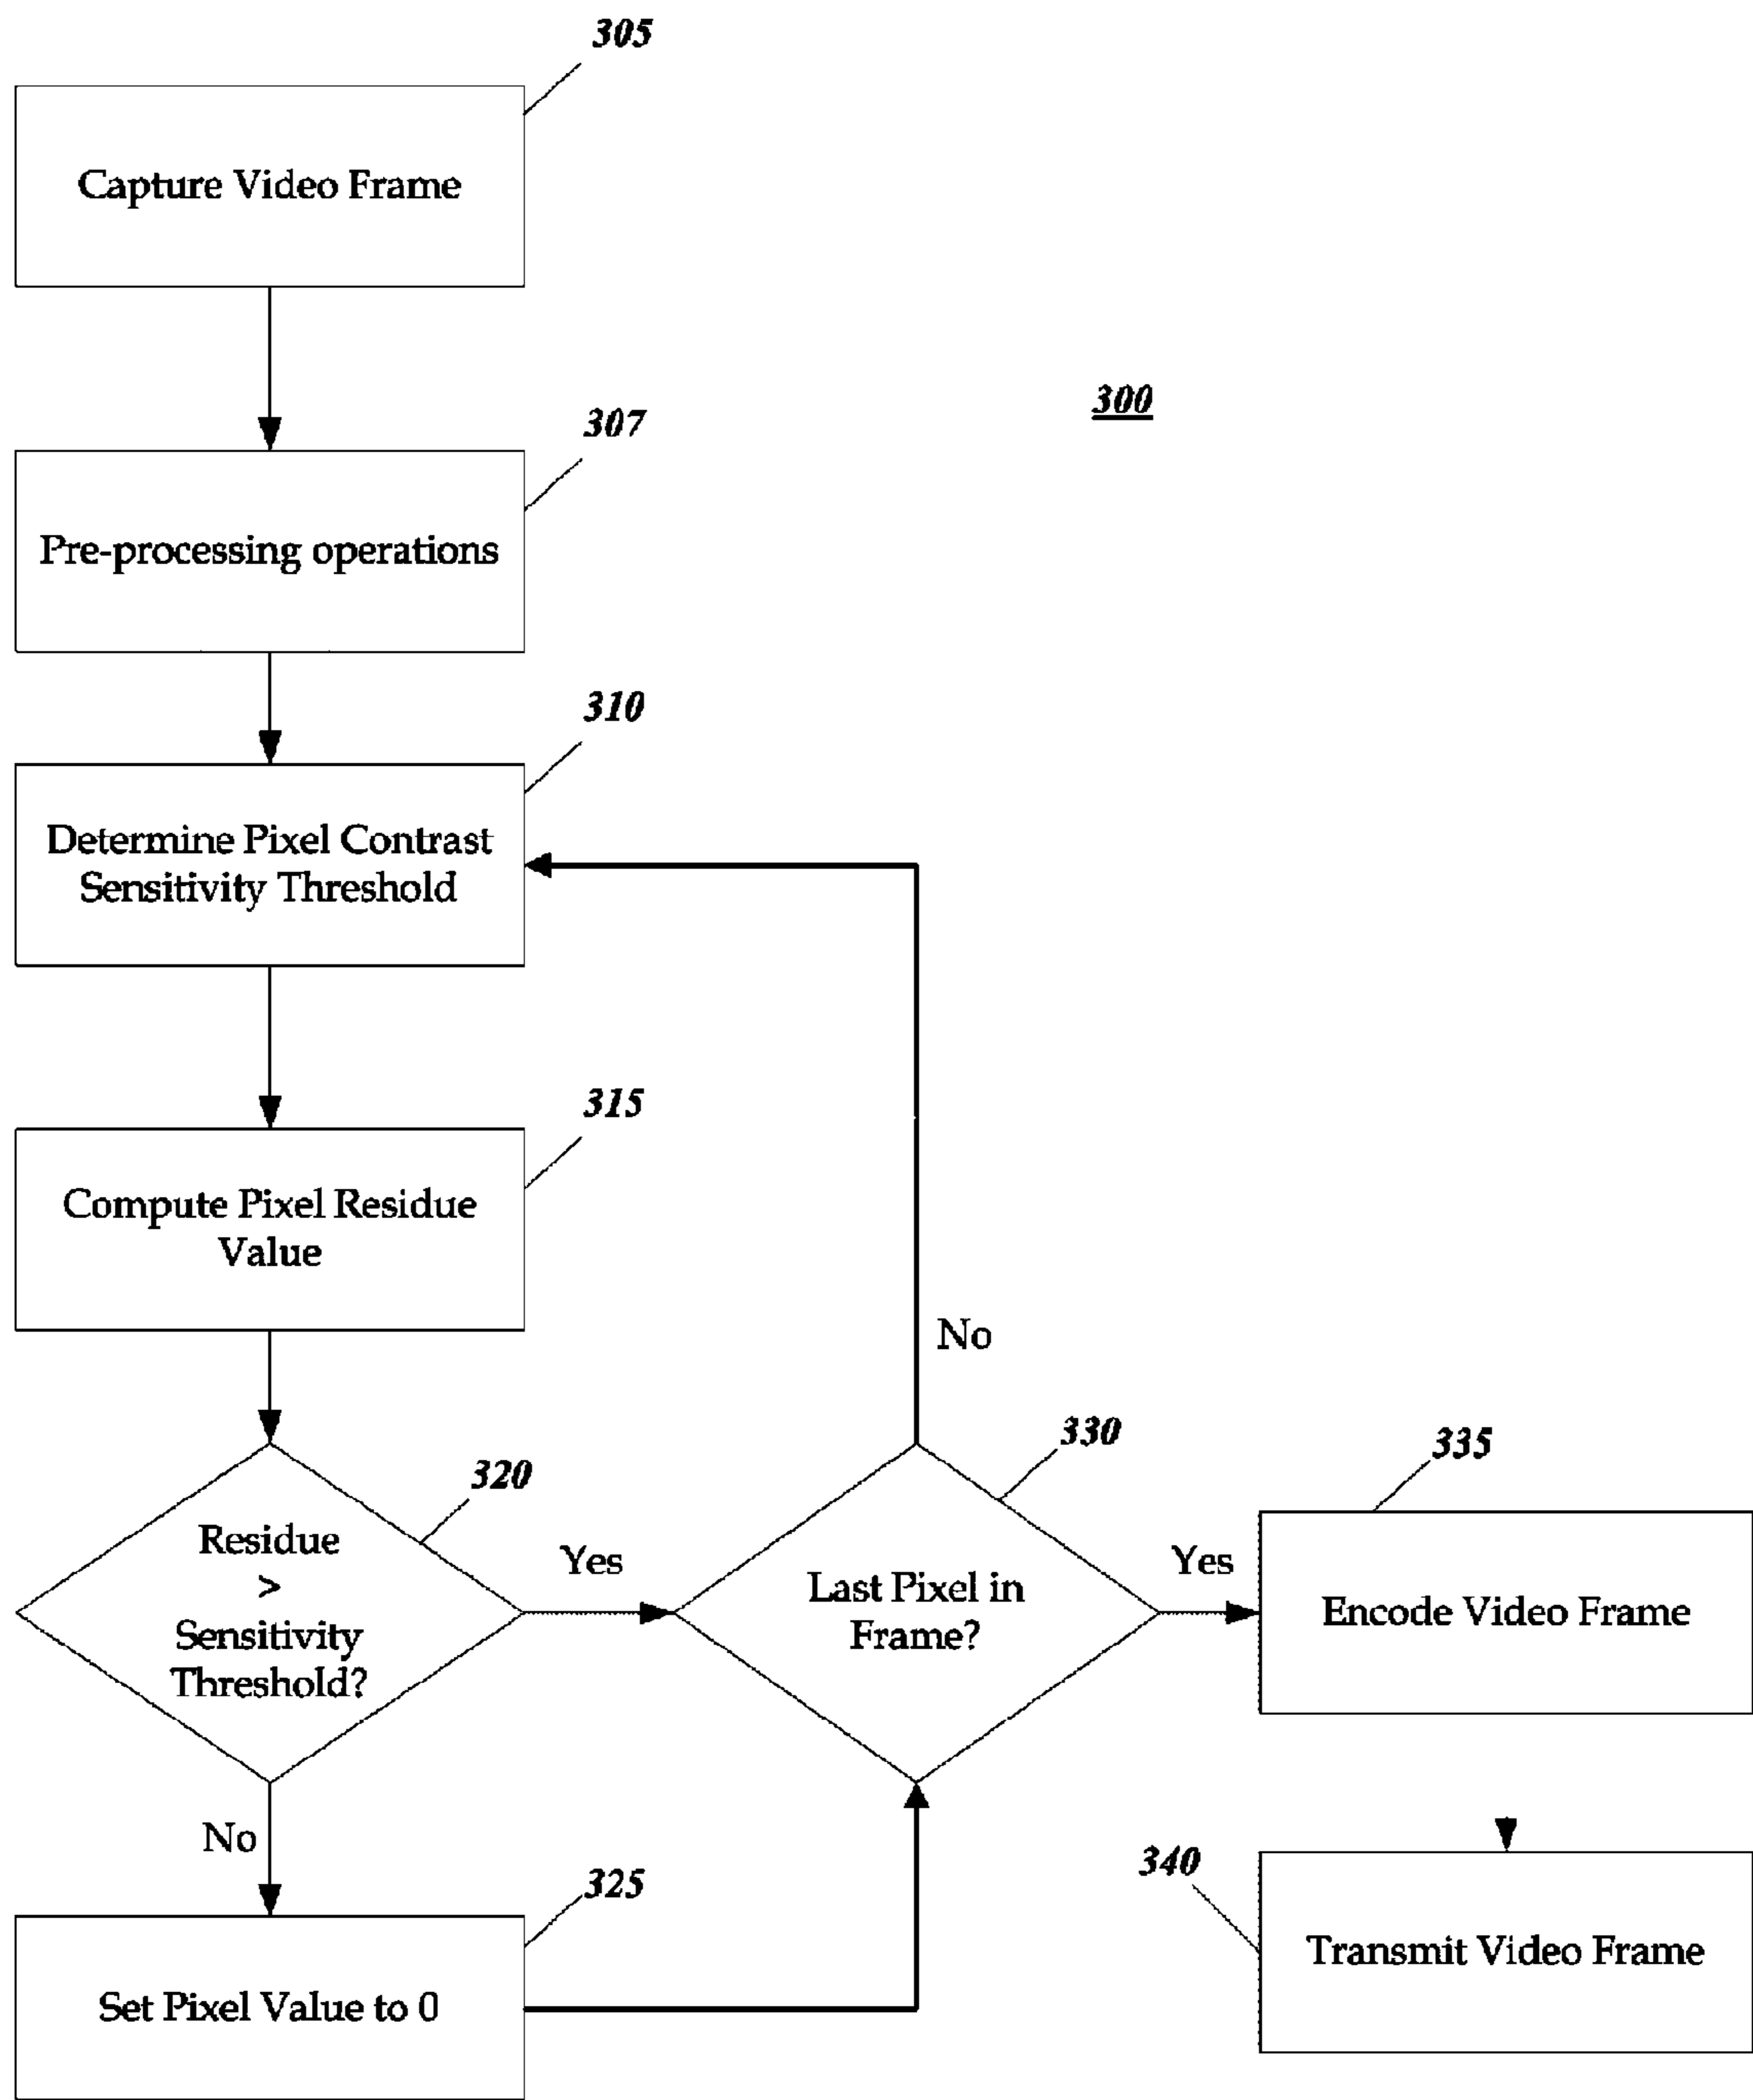 305
Capture Video Frame
300
307
Pre-processing operations
310
Determine Pixel Contrast
Sensitivity Threshold
315
Compute Pixel Residue
Value
No
320
Residue
>
Sensitivity
Threshold?
Yes
330
Last Pixel in
Frame?
Yes
335
Encode Video Frame
No
325
Set Pixel Value to 0
340
Transmit Video Frame